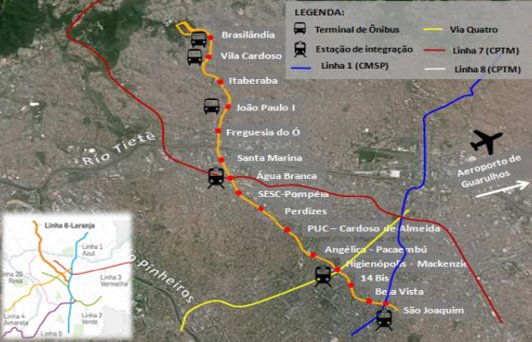 LEGENDA:
Terminal de Ônibus
Via Quatro
Estação de integração
Linha 7 (CPTM)
Linha 1 (CMSP)
Linha 8 (CPTM)
Brasilândia
Vila Cardoso
Itaberaba
João Paulo I
Freguesia do Ó
Santa Marina
Água Branca
SESC-Pompéia
Perdizes
PUC – Cardoso de Almeida
Angélica - Pacaembú
Higienópolis - Mackenzie
14 Bis
Bela Vista
São Joaquim
Rio Tietê
Aeroporto de
Guarulhos
Pinheiros
Linha 6-Laranja
Linha 1
Azul
Linha 3
Vermelha
Linha 2
Verde
Linha 20
Rosa
Linha 4
Amarela
Linha 5